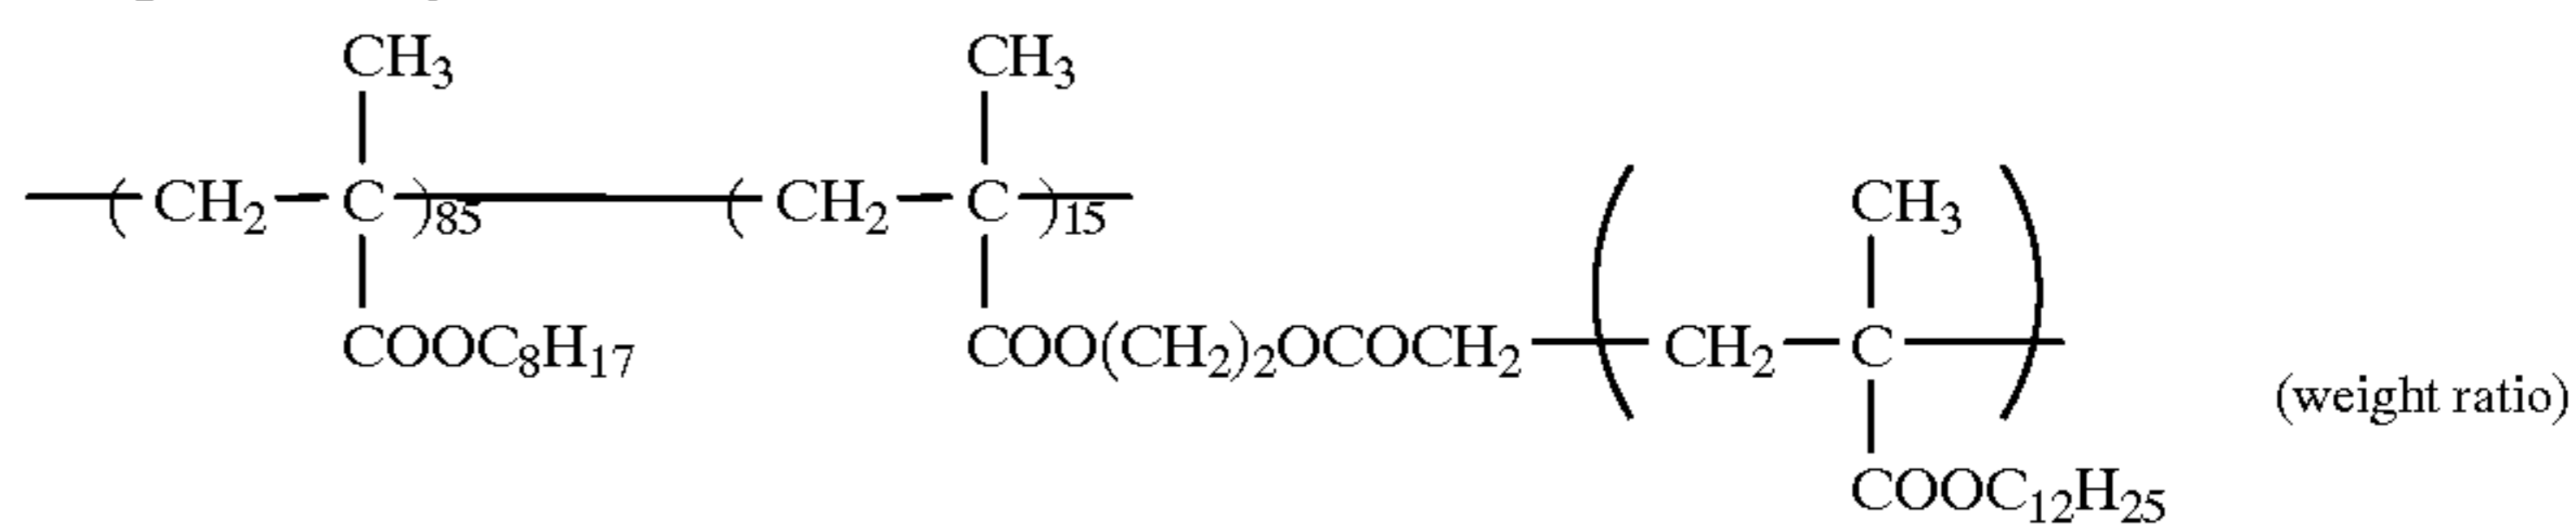 CH₃ CH₃
—( CH₂—C )₈₅—( CH₂—C )₁₅— CH₃
COOC₈H₁₇ COO(CH₂)₂OCOCH₂—( CH₂—C )—
(weight ratio)
COOC₁₂H₂₅